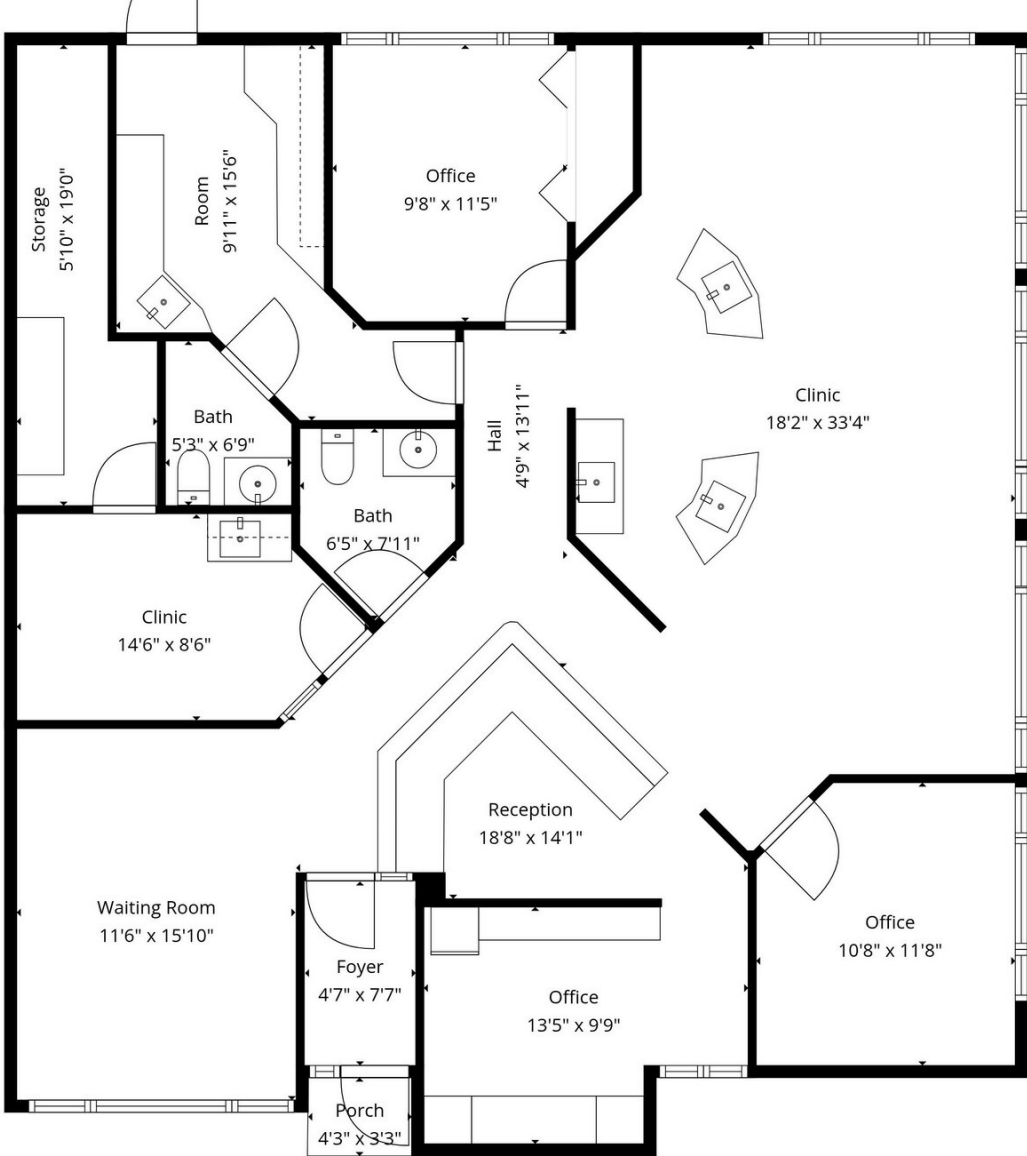 Storage
5'10" x 19'0"
Room
9'11" x 15'6"
Office
9'8" x 11'5"
Clinic
18'2" x 33'4"
Hall
4'9" x 13'11"
Bath
5'3" x 6'9"
Bath
6'5" x 7'11"
Clinic
14'6" x 8'6"
Reception
18'8" x 14'1"
Waiting Room
11'6" x 15'10"
Office
10'8" x 11'8"
Foyer
4'7" x 7'7"
Office
13'5" x 9'9"
Porch
4'3" x 3'3"